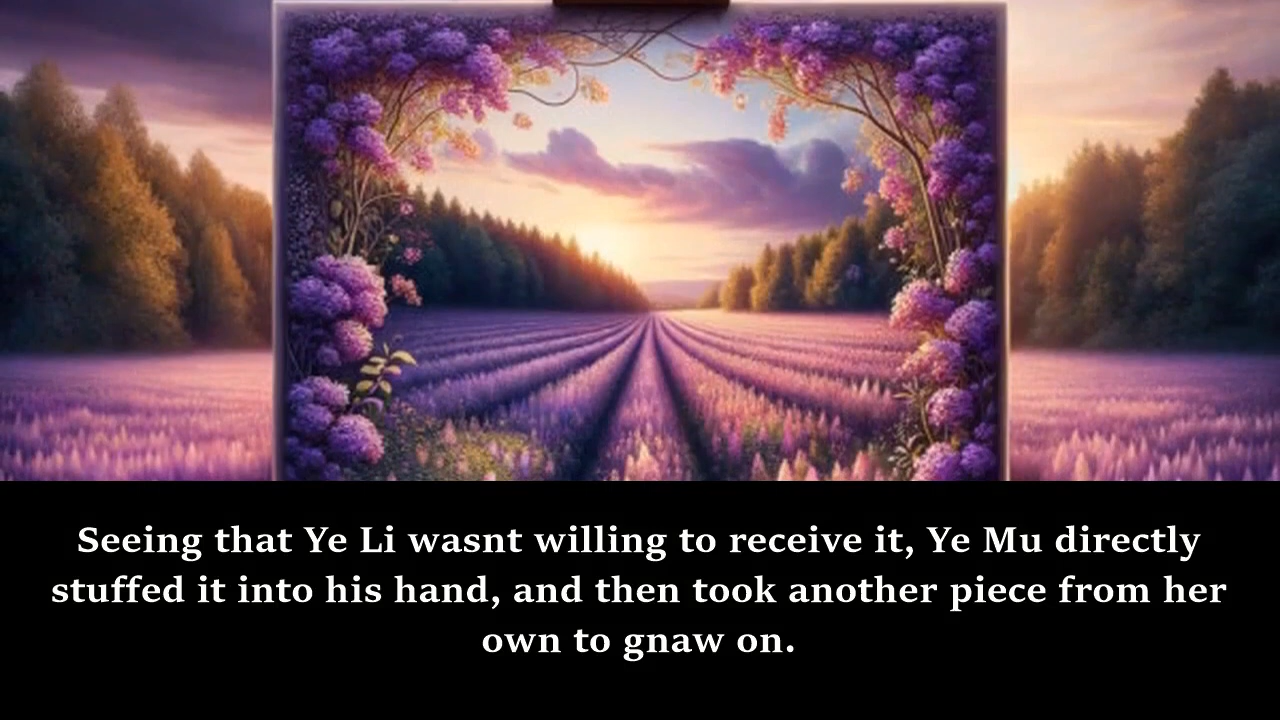 Seeing that Ye Li wasnt willing to receive it, Ye Mu directly
stuffed it into his hand, and then took another piece from her
own to gnaw on.